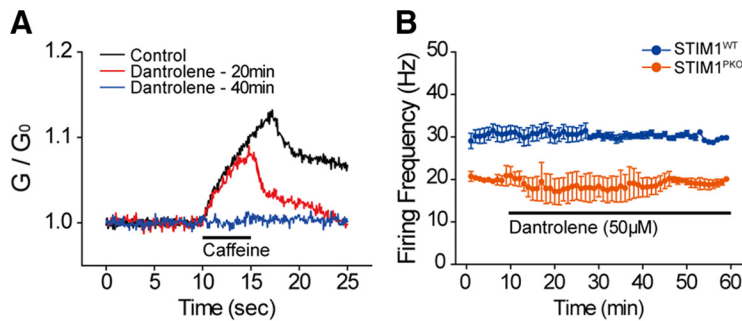 A
1.2
1.1
1.0
G / G0
Control
Dantrolene - 20min
Dantrolene - 40min
Caffeine
0 5 10 15 20 25
Time (sec)
B
50
40
30
20
10
0
Firing Frequency (Hz)
STIM1WT
STIM1PKO
Dantrolene (50μM)
0 10 20 30 40 50 60
Time (min)